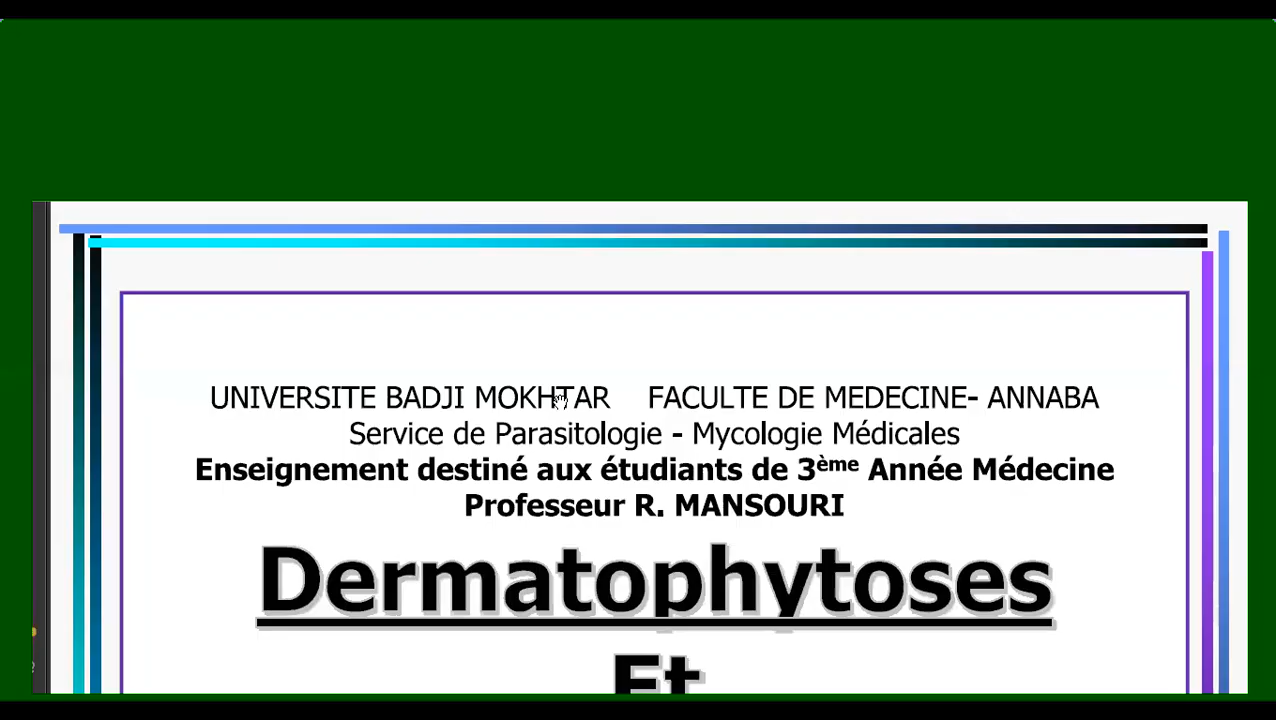 UNIVERSITE BADJI MOKHTAR FACULTE DE MEDECINE- ANNABA
Service de Parasitologie - Mycologie Médicales
Enseignement destiné aux étudiants de 3ème Année Médecine
Professeur R. MANSOURI
Dermatophytoses
Et